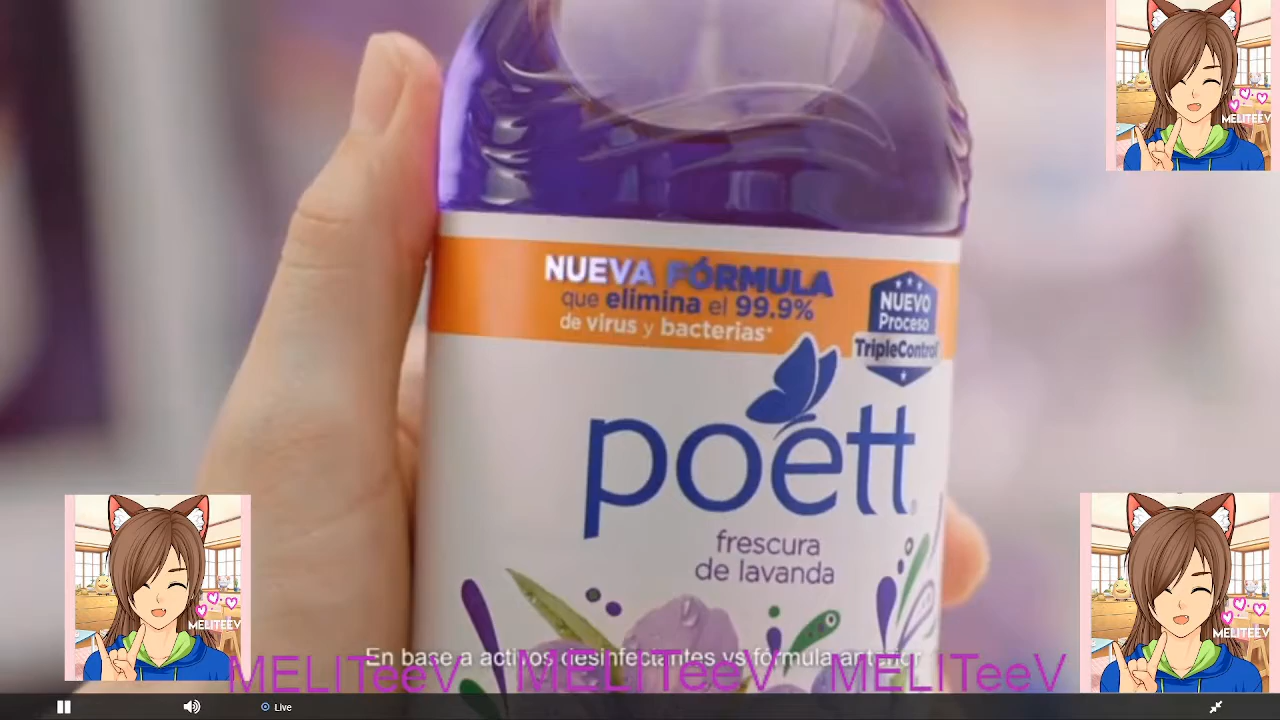 MELITEEV
NUEVA FÓRMULA
que elimina el 99.9%
de virus y bacterias*
NUEVO
Proceso
TripleControl
poett
frescura
de lavanda
MELITEEV
MELITEEV
En base a activos desinfectantes vs fórmula anterior
MELITeeV MELITeeV MELITeeV
Live